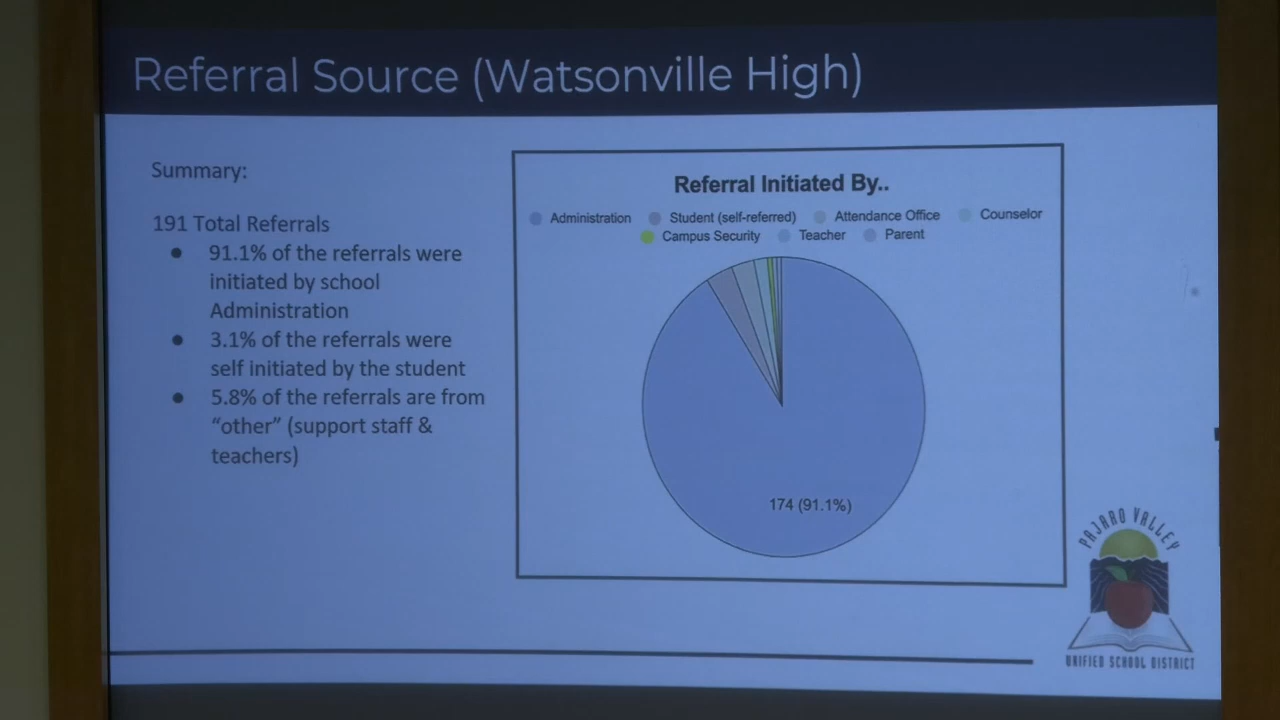 Referral Source (Watsonville High)
Summary:
191 Total Referrals
● 91.1% of the referrals were
initiated by school
Administration
● 3.1% of the referrals were
self initiated by the student
● 5.8% of the referrals are from
“other” (support staff &
teachers)
Referral Initiated By..
Administration Student (self-referred) Attendance Office Counselor
Campus Security Teacher Parent
174 (91.1%)
PAJARO VALLEY
UNIFIED SCHOOL DISTRICT